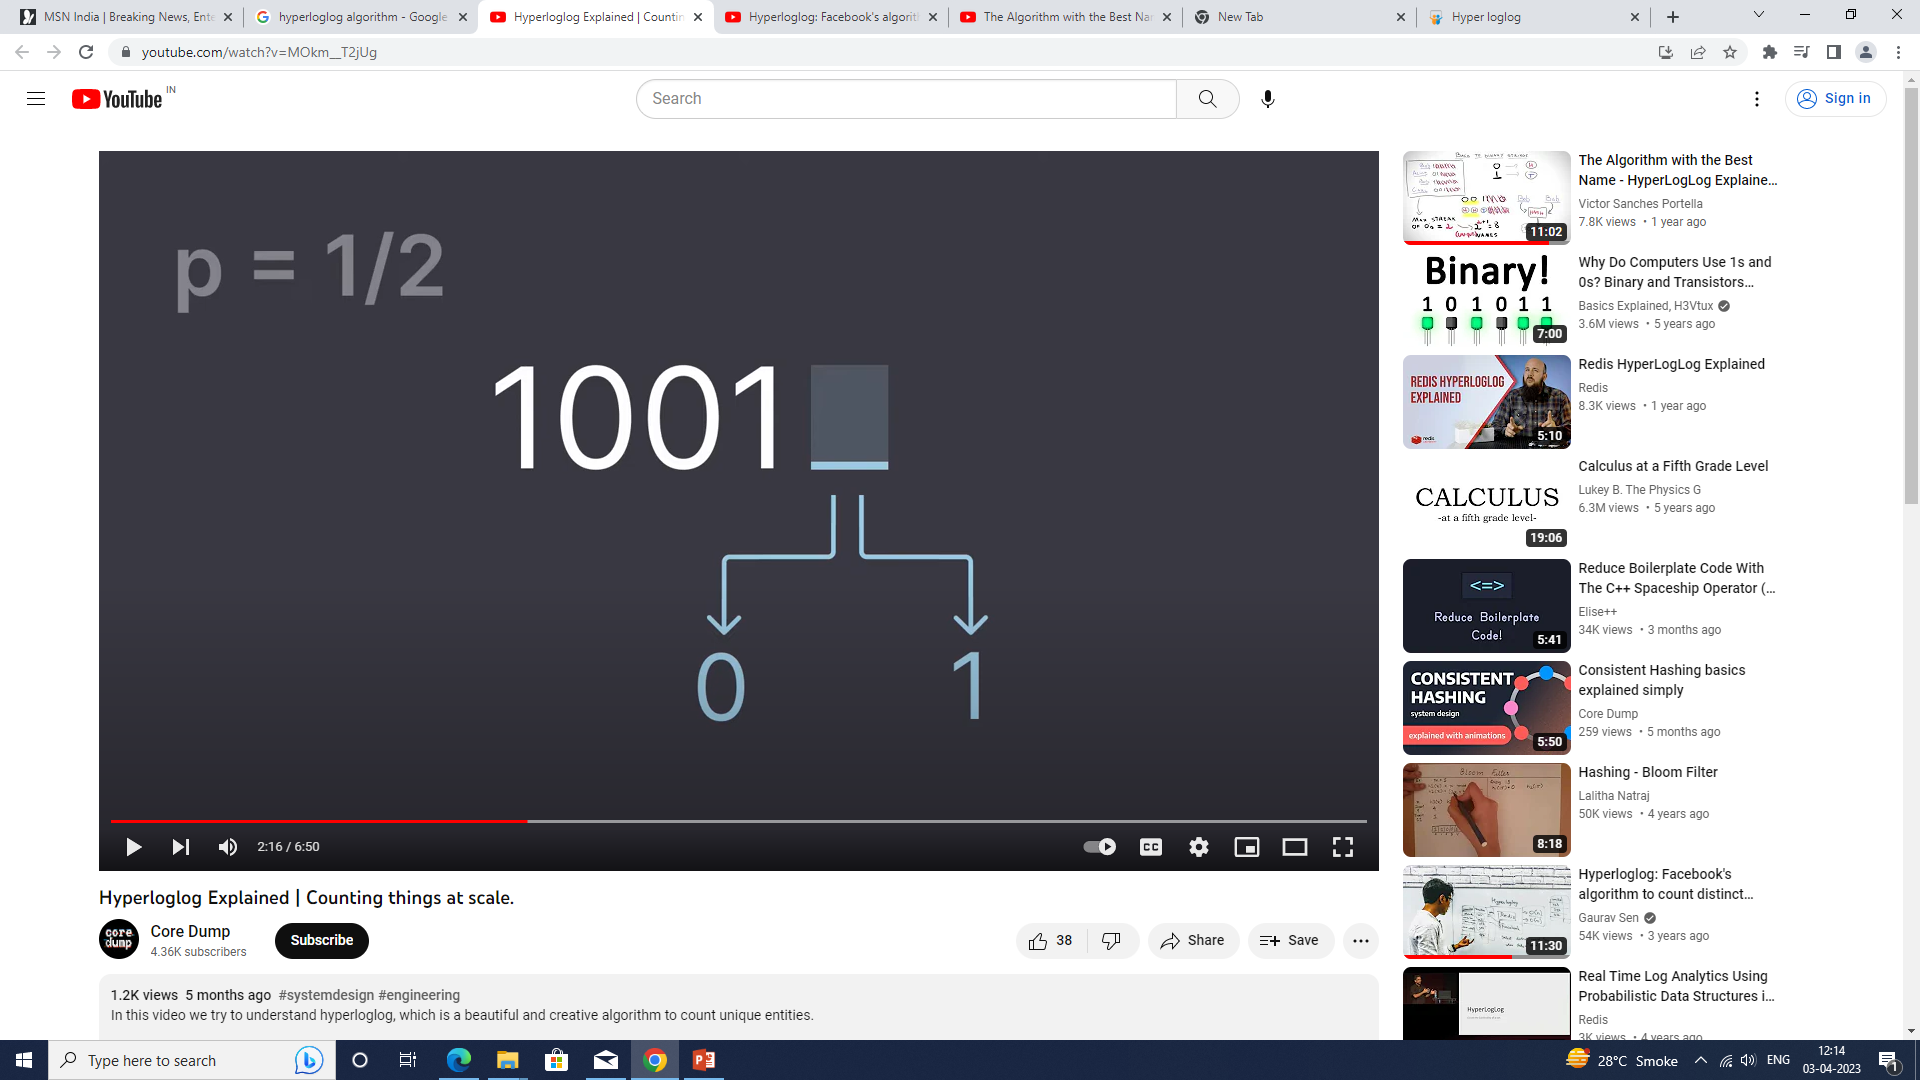 MSN India | Breaking News, Ente
hyperloglog algorithm - Google
Hyperloglog Explained | Countin
Hyperloglog: Facebook's algorit
The Algorithm with the Best Nar
New Tab
Hyper loglog
youtube.com/watch?v=MOkm__T2jUg
YouTube IN
Search
Sign in
p = 1/2
1001
0 1
2:16 / 6:50
CC
Hyperloglog Explained | Counting things at scale.
core dump
Core Dump
4.36K subscribers
Subscribe
38
Share
Save
1.2K views 5 months ago #systemdesign #engineering
In this video we try to understand hyperloglog, which is a beautiful and creative algorithm to count unique entities.
11:02
The Algorithm with the Best
Name - HyperLogLog Explaine...
Victor Sanches Portella
7.8K views • 1 year ago
Binary!
1 0 1 0 1 1
7:00
Why Do Computers Use 1s and
0s? Binary and Transistors...
Basics Explained, H3Vtux
3.6M views • 5 years ago
REDIS HYPERLOGLOG
EXPLAINED
redis
5:10
Redis HyperLogLog Explained
Redis
8.3K views • 1 year ago
CALCULUS
-at a fifth grade level-
19:06
Calculus at a Fifth Grade Level
Lukey B. The Physics G
6.3M views • 5 years ago
<=>
Reduce Boilerplate
Code!
5:41
Reduce Boilerplate Code With
The C++ Spaceship Operator (...
Elise++
34K views • 3 months ago
CONSISTENT
HASHING
system design
explained with animations
5:50
Consistent Hashing basics
explained simply
Core Dump
259 views • 5 months ago
Bloom Filter
8:18
Hashing - Bloom Filter
Lalitha Natraj
50K views • 4 years ago
11:30
Hyperloglog: Facebook's
algorithm to count distinct...
Gaurav Sen
54K views • 3 years ago
HyperLogLog
Real Time Log Analytics Using
Probabilistic Data Structures i...
Redis
3K views • 4 years ago
Type here to search
28°C Smoke
ENG
12:14
03-04-2023
1